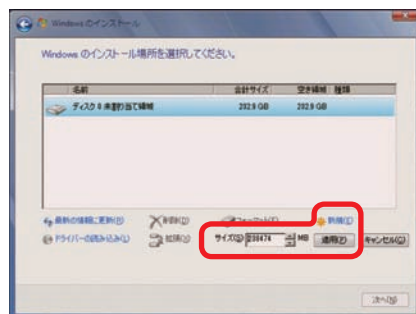 Windows のインストール
Windows のインストール場所を選択してください。
名前 合計サイズ 空き領域 種類
ディスク 0 未割り当て領域 232.9 GB 232.9 GB
最新の情報に更新(R) 削除(D) フォーマット(F) 新規(E)
ドライバーの読み込み(L) 拡張(X) サイズ(S) MB 適用(P) キャンセル(C)
次へ(N)